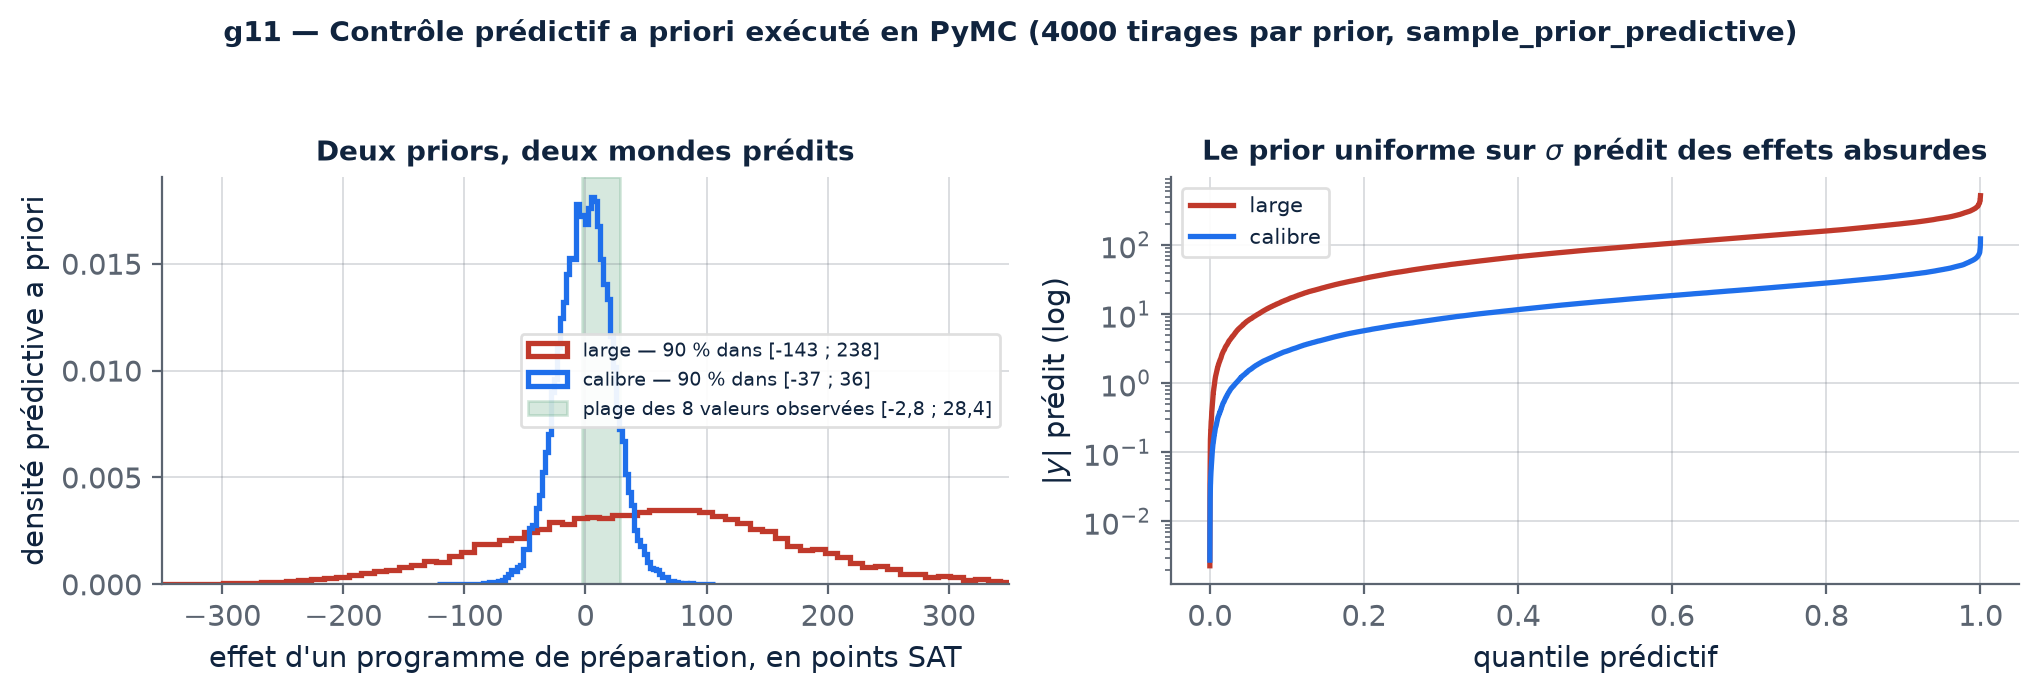 g11 — Contrôle prédictif a priori exécuté en PyMC (4000 tirages par prior, sample_prior_predictive)
Deux priors, deux mondes prédits
densité prédictive a priori
0.015
0.010
0.005
0.000
large — 90 % dans [-143 ; 238]
calibre — 90 % dans [-37 ; 36]
plage des 8 valeurs observées [-2,8 ; 28,4]
−300 −200 −100 0 100 200 300
effet d'un programme de préparation, en points SAT
Le prior uniforme sur σ prédit des effets absurdes
large
calibre
|y| prédit (log)
10²
10¹
10⁰
10⁻¹
10⁻²
0.0 0.2 0.4 0.6 0.8 1.0
quantile prédictif